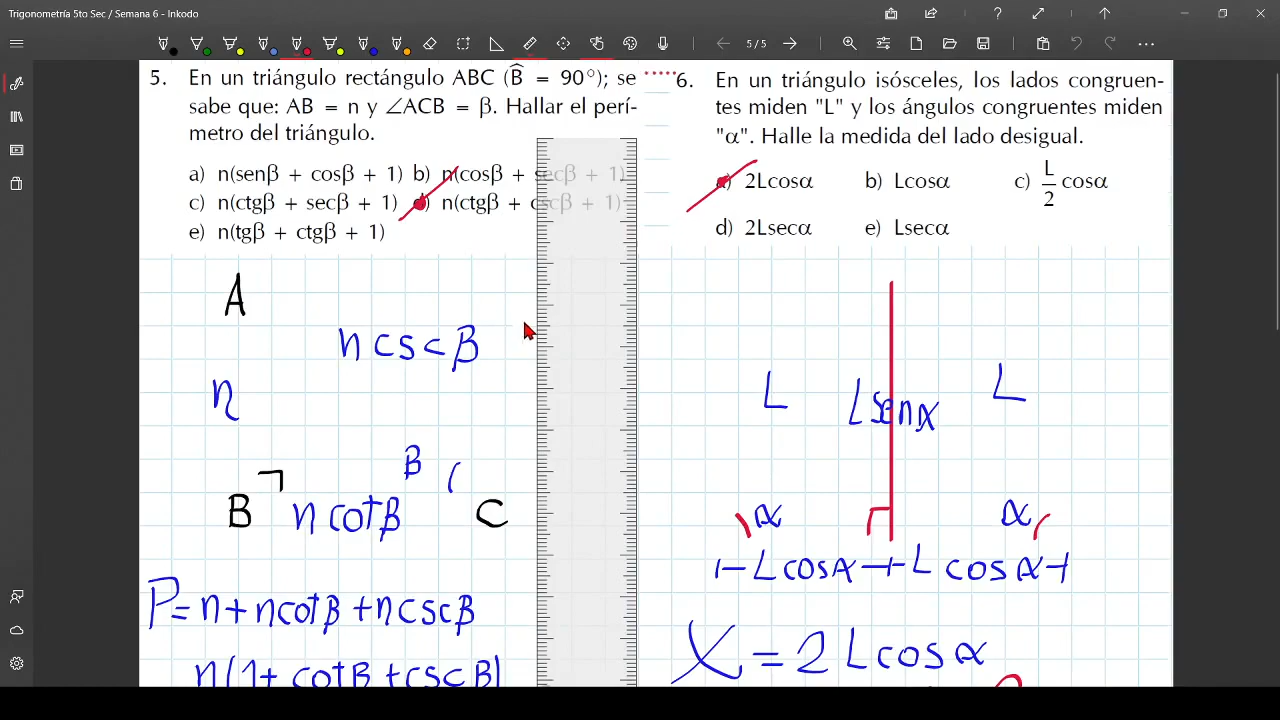 Trigonometría 5to Sec / Semana 6 - Inkodo
5/5
5. En un triángulo rectángulo ABC (B̂ = 90°); se
sabe que: AB = n y ∠ACB = β. Hallar el perí-
metro del triángulo.
a) n(senβ + cosβ + 1) b) n(cosβ + secβ + 1)
c) n(ctgβ + secβ + 1) d) n(ctgβ + cscβ + 1)
e) n(tgβ + ctgβ + 1)
A
n csc β
n
B
B
n cot β
C
P = n + n cot β + n csc β
n(1 + cot β + csc β)
6. En un triángulo isósceles, los lados congruen-
tes miden "L" y los ángulos congruentes miden
"α". Halle la medida del lado desigual.
a) 2Lcosα b) Lcosα c) L/2 cosα
d) 2Lsecα e) Lsecα
L
L sen α
L
α
α
L cos α + L cos α
X = 2 L cos α